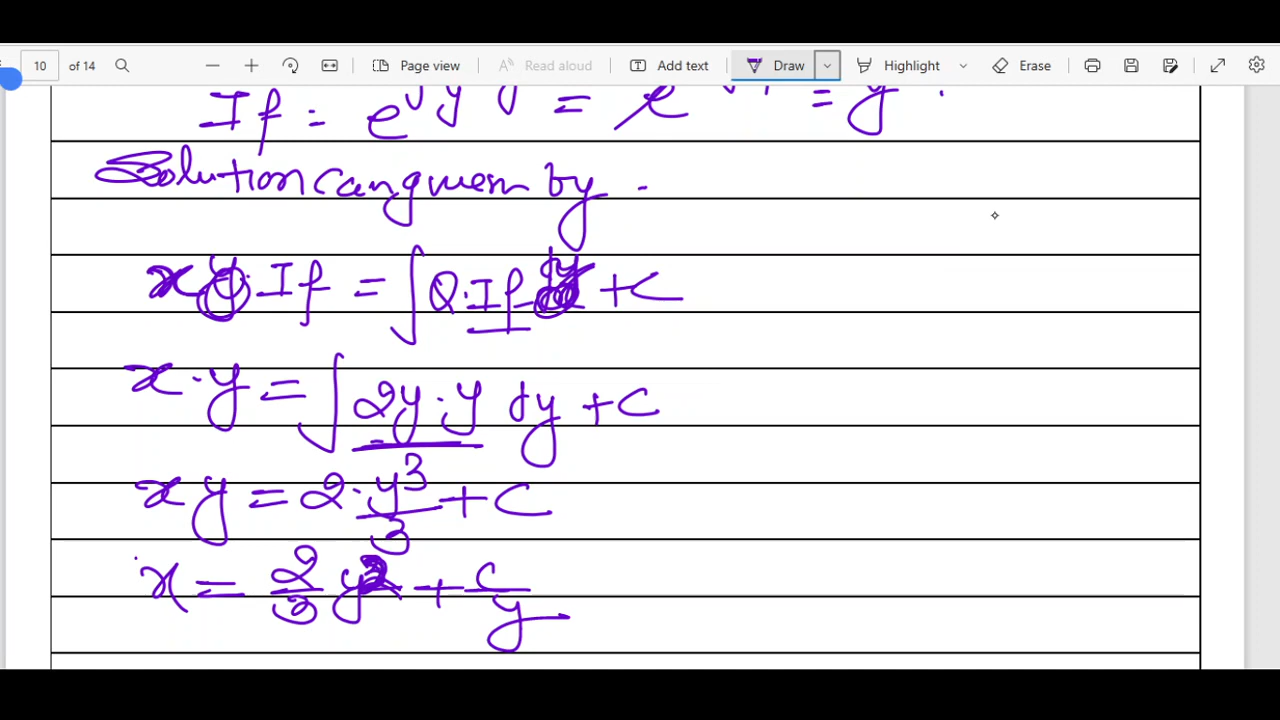 10 of 14 Page view Read aloud Add text Draw Highlight Erase
If = e^∫ = e = y
Solution can given by -
x · If = ∫ Q · If dy + C
x · y = ∫ 2y · y dy + C
xy = 2 · y³/3 + C
x = 2/3 y² + C/y